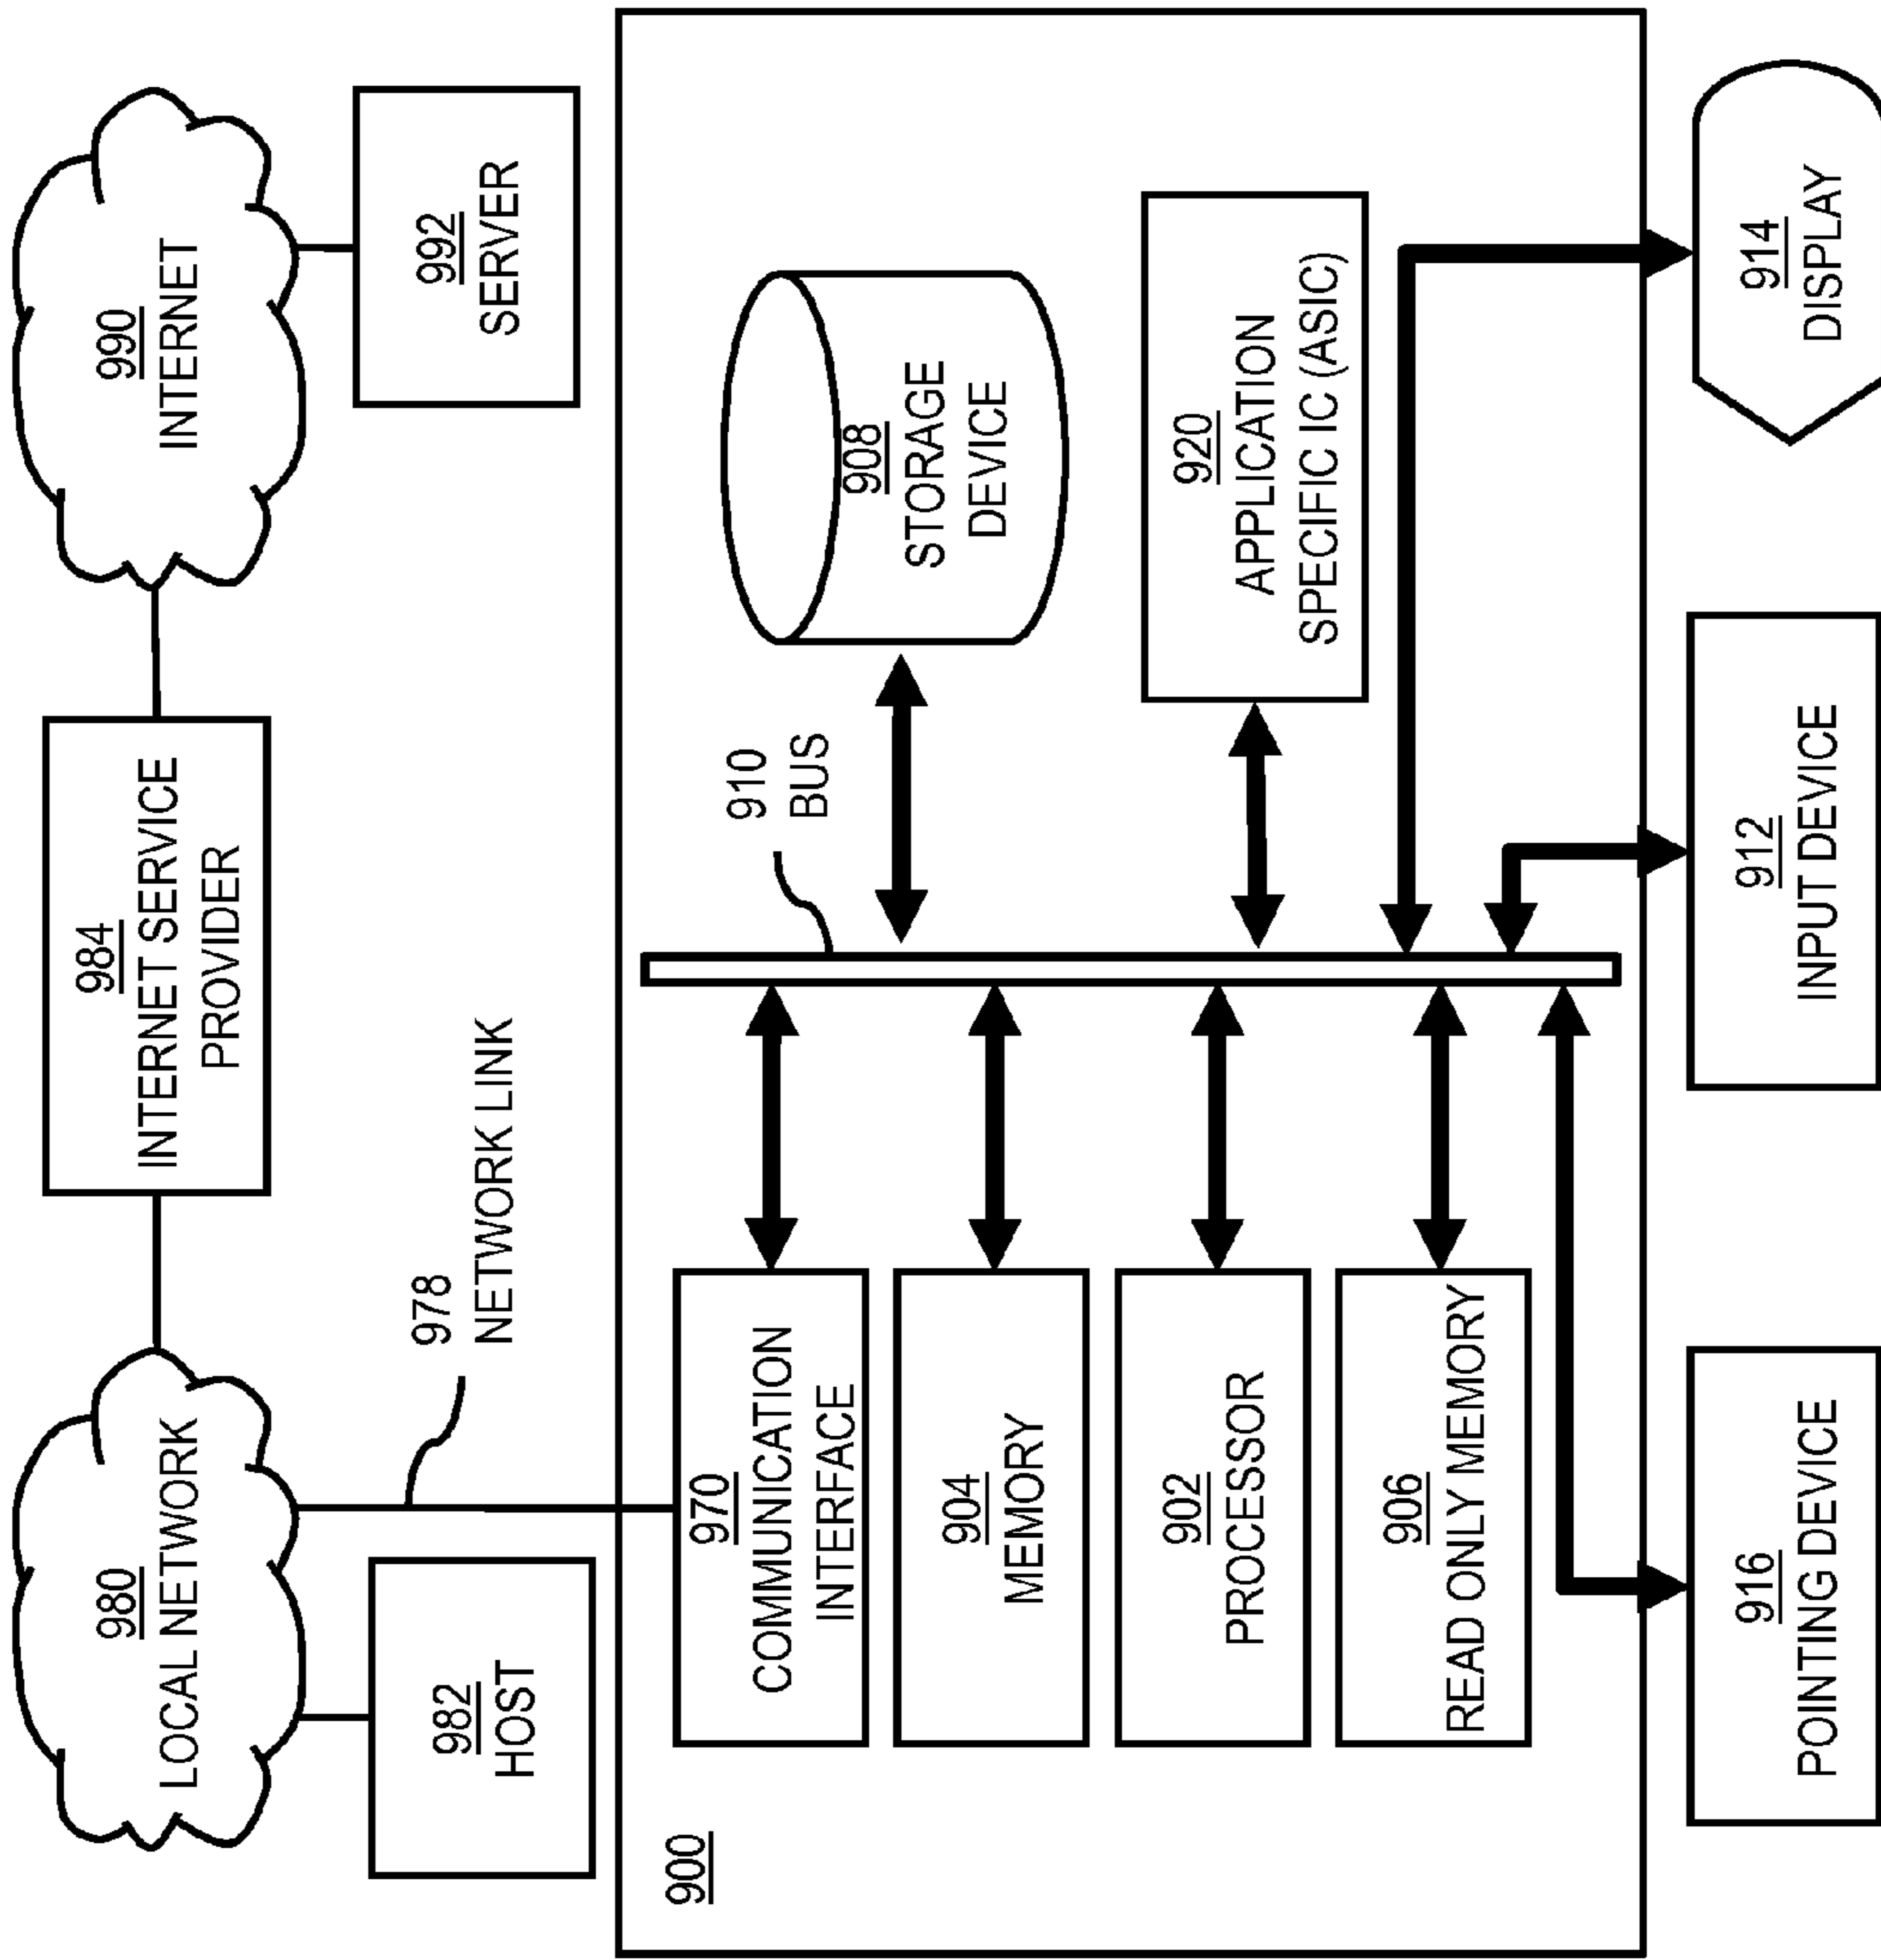 980
LOCAL NETWORK
984
INTERNET SERVICE
PROVIDER
990
INTERNET
982
HOST
978
NETWORK LINK
992
SERVER
900
970
COMMUNICATION
INTERFACE
904
MEMORY
902
PROCESSOR
906
READ ONLY MEMORY
910
BUS
908
STORAGE
DEVICE
920
APPLICATION
SPECIFIC IC (ASIC)
916
POINTING DEVICE
912
INPUT DEVICE
914
DISPLAY